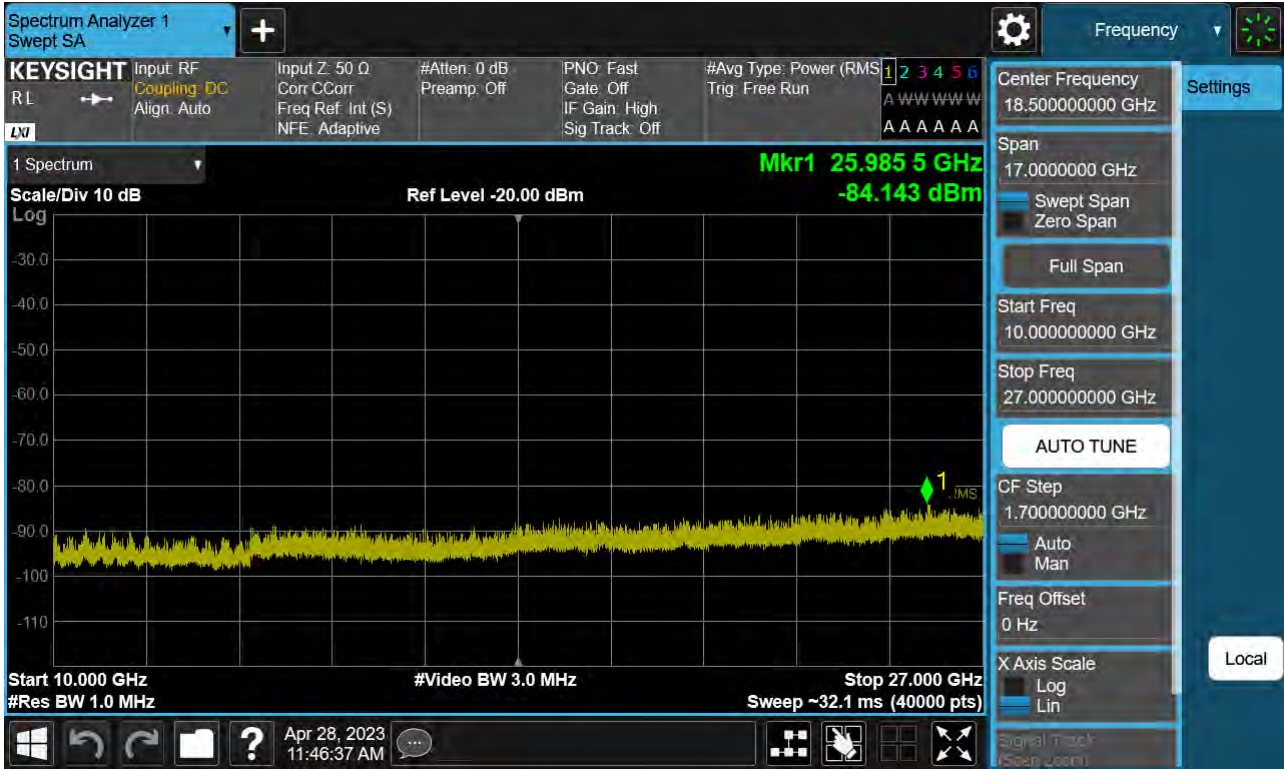 Spectrum Analyzer 1
Swept SA
+
Frequency
KEYSIGHT
R L
LXI
Input: RF
Coupling: DC
Align: Auto
Input Z: 50 Ω
Corr CCorr
Freq Ref: Int (S)
NFE: Adaptive
#Atten: 0 dB
Preamp: Off
PNO: Fast
Gate: Off
IF Gain: High
Sig Track: Off
#Avg Type: Power (RMS
Trig: Free Run
1 2 3 4 5 6
A W W W W W
A A A A A A
1 Spectrum
Scale/Div 10 dB
Log
Ref Level -20.00 dBm
Mkr1 25.985 5 GHz
-84.143 dBm
-30.0
-40.0
-50.0
-60.0
-70.0
-80.0
-90.0
-100
-110
1
RMS
Start 10.000 GHz
#Res BW 1.0 MHz
#Video BW 3.0 MHz
Stop 27.000 GHz
Sweep ~32.1 ms (40000 pts)
Center Frequency
18.500000000 GHz
Span
17.0000000 GHz
Swept Span
Zero Span
Full Span
Start Freq
10.000000000 GHz
Stop Freq
27.000000000 GHz
AUTO TUNE
CF Step
1.700000000 GHz
Auto
Man
Freq Offset
0 Hz
X Axis Scale
Log
Lin
Signal Track
(Span Zoom)
Settings
Local
?
Apr 28, 2023
11:46:37 AM